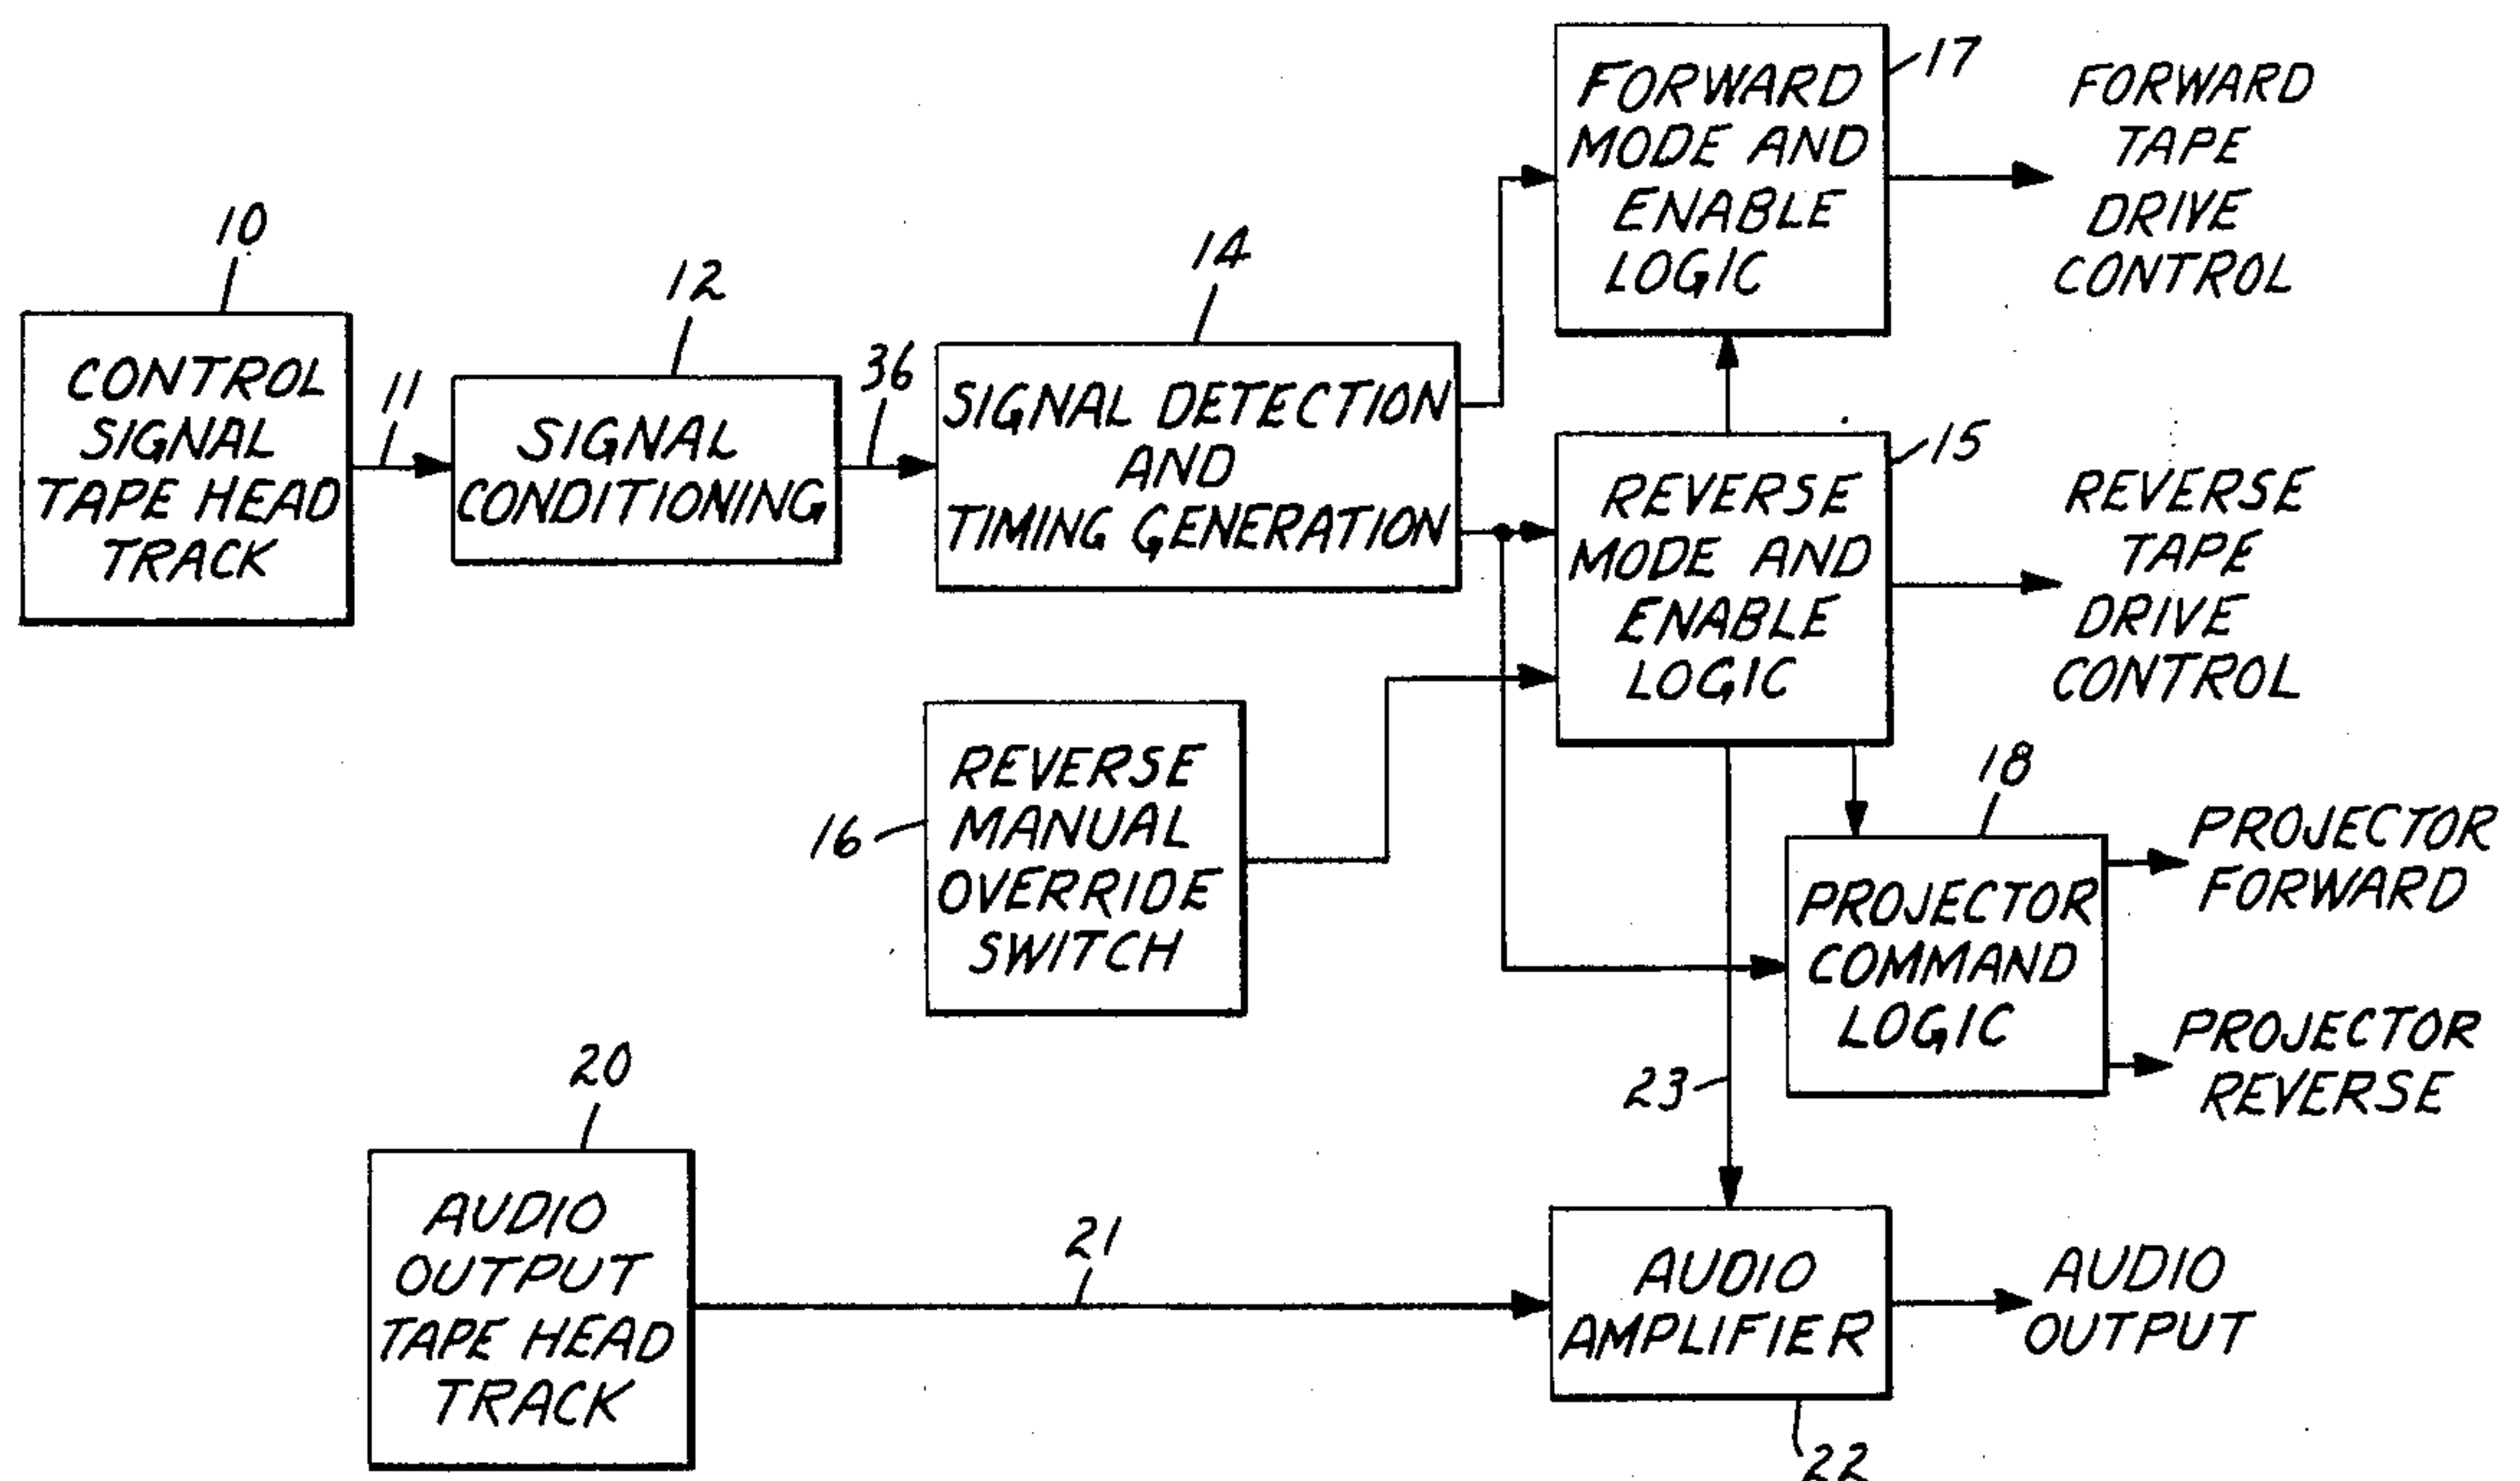 10
CONTROL
SIGNAL
TAPE HEAD
TRACK
11
12
SIGNAL
CONDITIONING
36
14
SIGNAL DETECTION
AND
TIMING GENERATION
17
FORWARD
MODE AND
ENABLE
LOGIC
FORWARD
TAPE
DRIVE
CONTROL
15
REVERSE
MODE AND
ENABLE
LOGIC
REVERSE
TAPE
DRIVE
CONTROL
16
REVERSE
MANUAL
OVERRIDE
SWITCH
18
PROJECTOR
COMMAND
LOGIC
PROJECTOR
FORWARD
PROJECTOR
REVERSE
23
20
AUDIO
OUTPUT
TAPE HEAD
TRACK
21
AUDIO
AMPLIFIER
22
AUDIO
OUTPUT